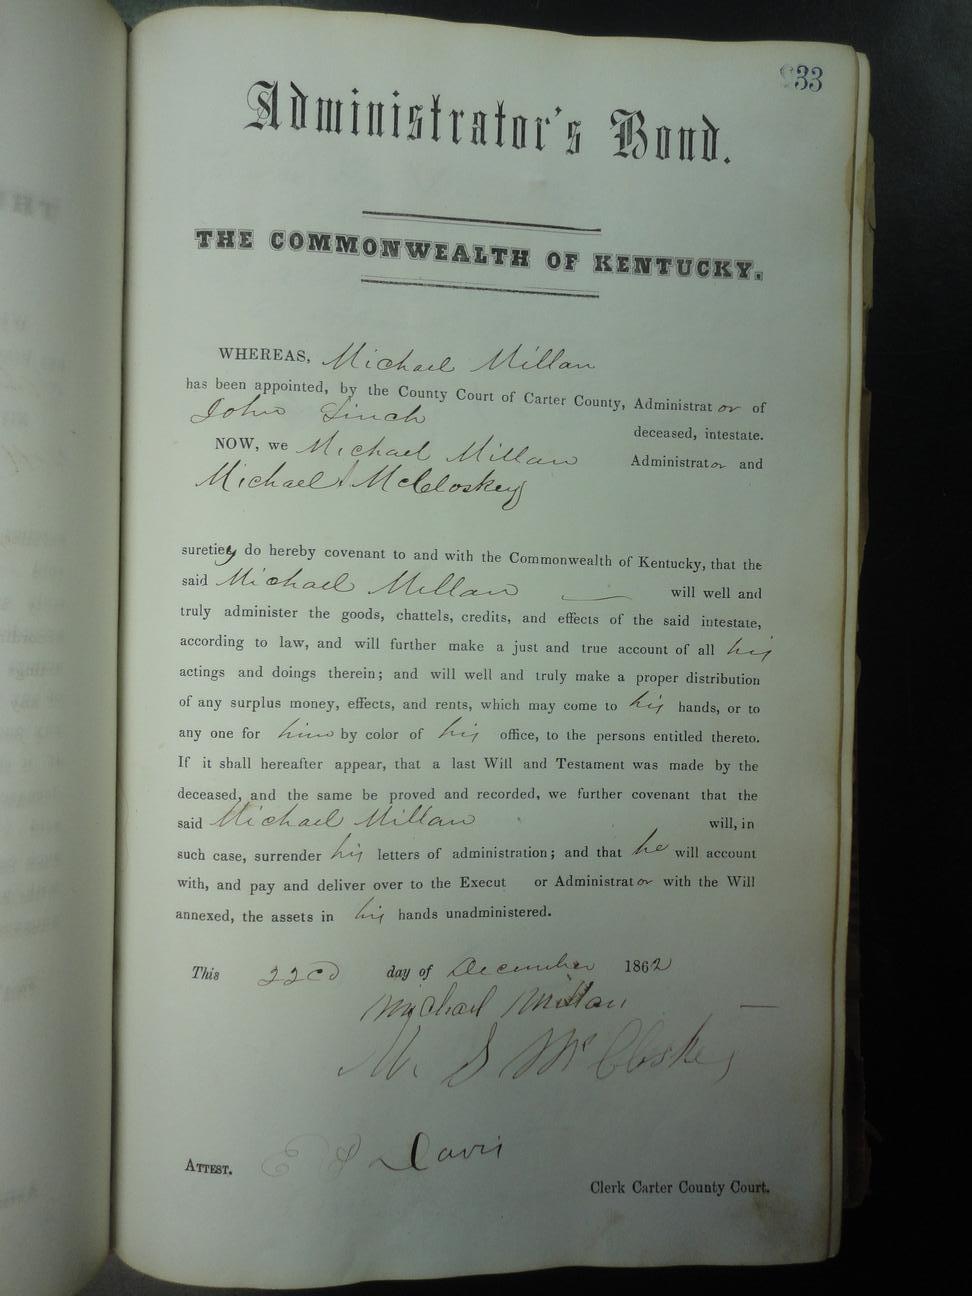 33
Administrator's Bond.
THE COMMONWEALTH OF KENTUCKY.
WHEREAS, Michael Millan
has been appointed, by the County Court of Carter County, Administrator of
John Linch
deceased, intestate.
NOW, we Michael Millan Administrator and
Michael McCloskey
surety do hereby covenant to and with the Commonwealth of Kentucky, that the
said Michael Millan will well and
truly administer the goods, chattels, credits, and effects of the said intestate,
according to law, and will further make a just and true account of all his
actings and doings therein; and will well and truly make a proper distribution
of any surplus money, effects, and rents, which may come to his hands, or to
any one for him by color of his office, to the persons entitled thereto.
If it shall hereafter appear, that a last Will and Testament was made by the
deceased, and the same be proved and recorded, we further covenant that the
said Michael Millan will, in
such case, surrender his letters of administration; and that he will account
with, and pay and deliver over to the Execut or Administrator with the Will
annexed, the assets in his hands unadministered.
This 22cd day of December 1862
Michael Millan
M. S McCloskey
ATTEST. Davis
Clerk Carter County Court.